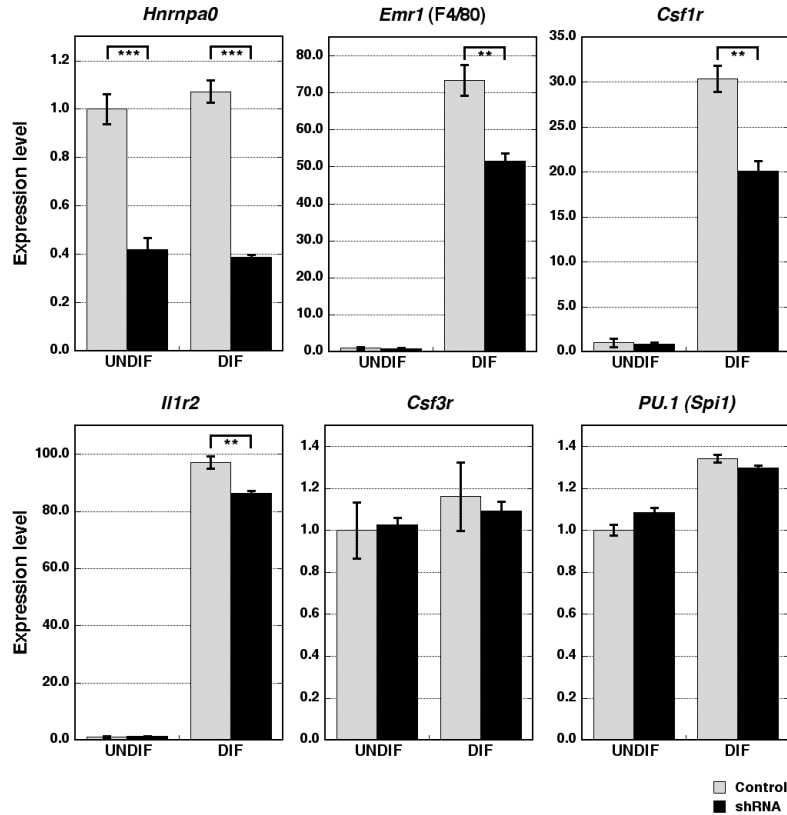 Hnrnpa0
Expression level
1.2
1.0
0.8
0.6
0.4
0.2
0.0
***
***
UNDIF
DIF
Emr1 (F4/80)
80.0
70.0
60.0
50.0
40.0
30.0
20.0
10.0
0.0
**
UNDIF
DIF
Csf1r
30.0
25.0
20.0
15.0
10.0
5.0
0.0
**
UNDIF
DIF
Il1r2
Expression level
100.0
80.0
60.0
40.0
20.0
0.0
**
UNDIF
DIF
Csf3r
1.4
1.2
1.0
0.8
0.6
0.4
0.2
0.0
UNDIF
DIF
PU.1 (Spi1)
1.4
1.2
1.0
0.8
0.6
0.4
0.2
0.0
UNDIF
DIF
Control
shRNA